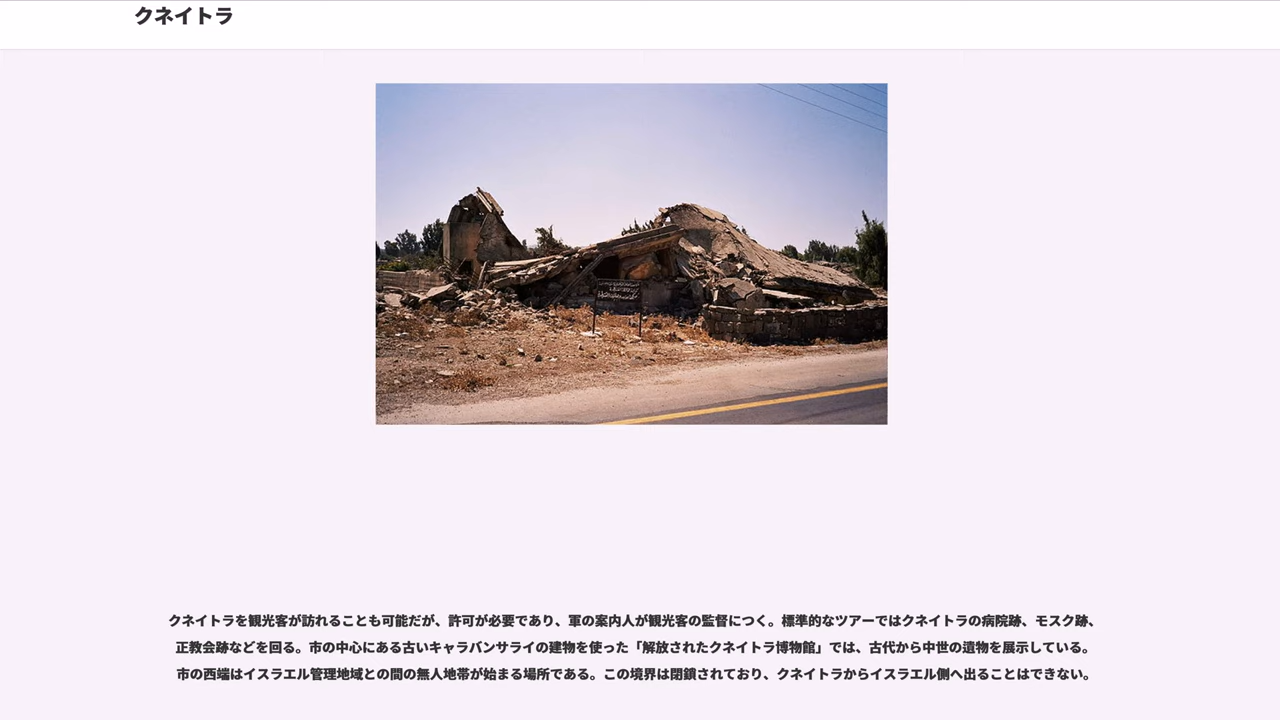 クネイトラ
クネイトラを観光客が訪れることも可能だが、許可が必要であり、軍の案内人が観光客の監督につく。標準的なツアーではクネイトラの病院跡、モスク跡、
正教会跡などを回る。市の中心にある古いキャラバンサライの建物を使った「解放されたクネイトラ博物館」では、古代から中世の遺物を展示している。
市の西端はイスラエル管理地域との間の無人地帯が始まる場所である。この境界は閉鎖されており、クネイトラからイスラエル側へ出ることはできない。